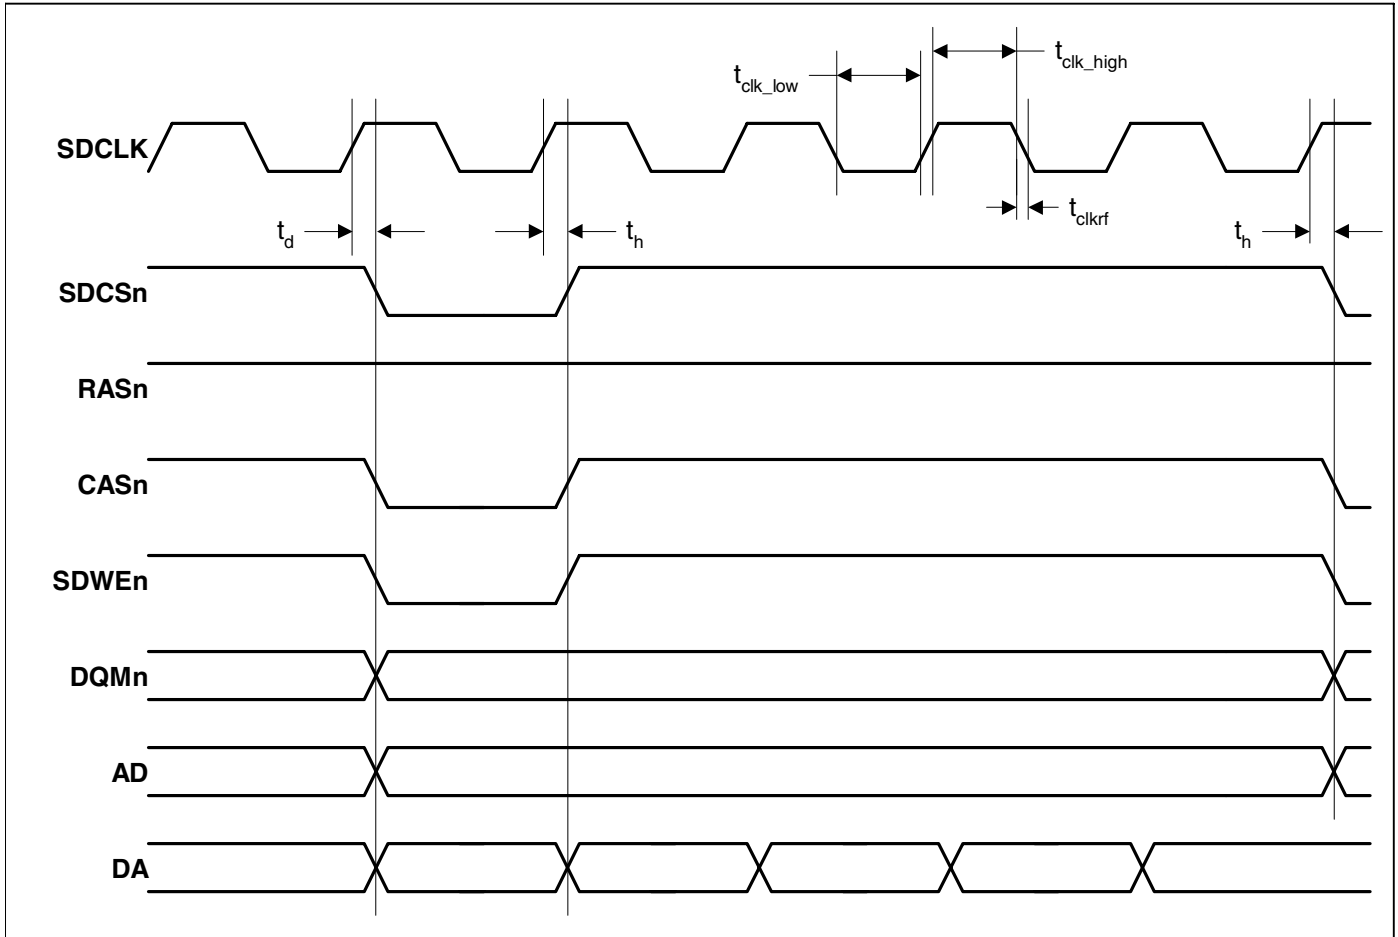 t_clk_high
t_clk_low
SDCLK
t_clkrf
t_d
t_h
t_h
SDCSn
RASn
CASn
SDWEn
DQMn
AD
DA